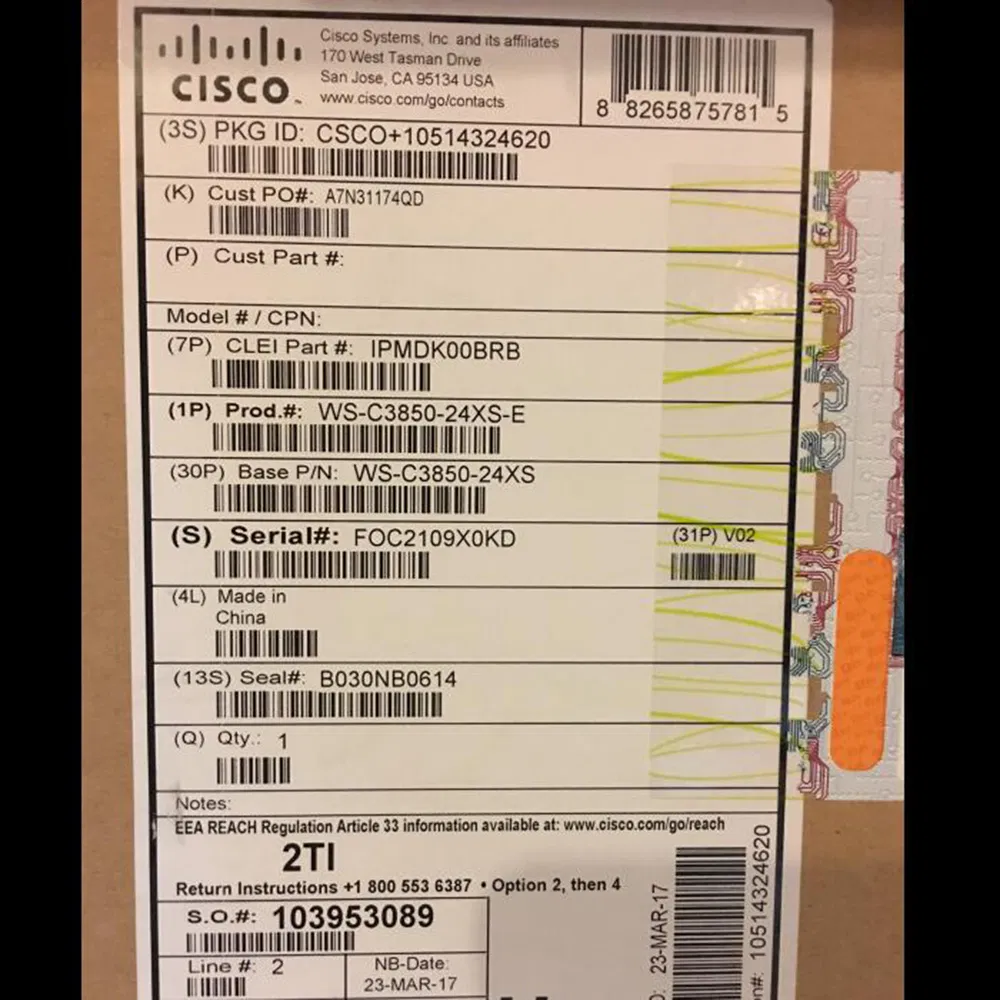 CISCO
Cisco Systems, Inc. and its affiliates
170 West Tasman Drive
San Jose, CA 95134 USA
www.cisco.com/go/contacts
8 8265875781 5
(3S) PKG ID: CSCO+10514324620
(K) Cust PO#: A7N31174QD
(P) Cust Part #:
Model # / CPN:
(7P) CLEI Part #: IPMDK00BRB
(1P) Prod.#: WS-C3850-24XS-E
(30P) Base P/N: WS-C3850-24XS
(S) Serial#: FOC2109X0KD
(31P) V02
(4L) Made in
China
(13S) Seal#: B030NB0614
(Q) Qty.: 1
Notes:
EEA REACH Regulation Article 33 information available at: www.cisco.com/go/reach
2TI
Return Instructions +1 800 553 6387 • Option 2, then 4
S.O.#: 103953089
Line #: 2
NB-Date:
23-MAR-17
23-MAR-17
10514324620